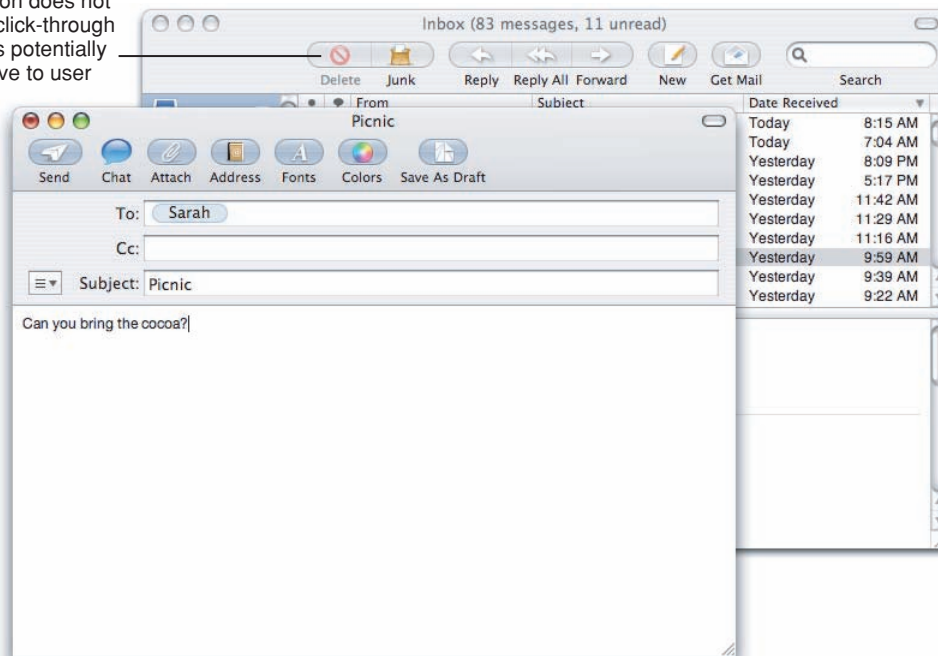 on does not
click-through
s potentially
ve to user
Inbox (83 messages, 11 unread)
Delete Junk Reply Reply All Forward New Get Mail Search
From Subject Date Received
Picnic
Send Chat Attach Address Fonts Colors Save As Draft
To: Sarah
Cc:
Subject: Picnic
Can you bring the cocoa?
Today 8:15 AM
Today 7:04 AM
Yesterday 8:09 PM
Yesterday 5:17 PM
Yesterday 11:42 AM
Yesterday 11:29 AM
Yesterday 11:16 AM
Yesterday 9:59 AM
Yesterday 9:39 AM
Yesterday 9:22 AM